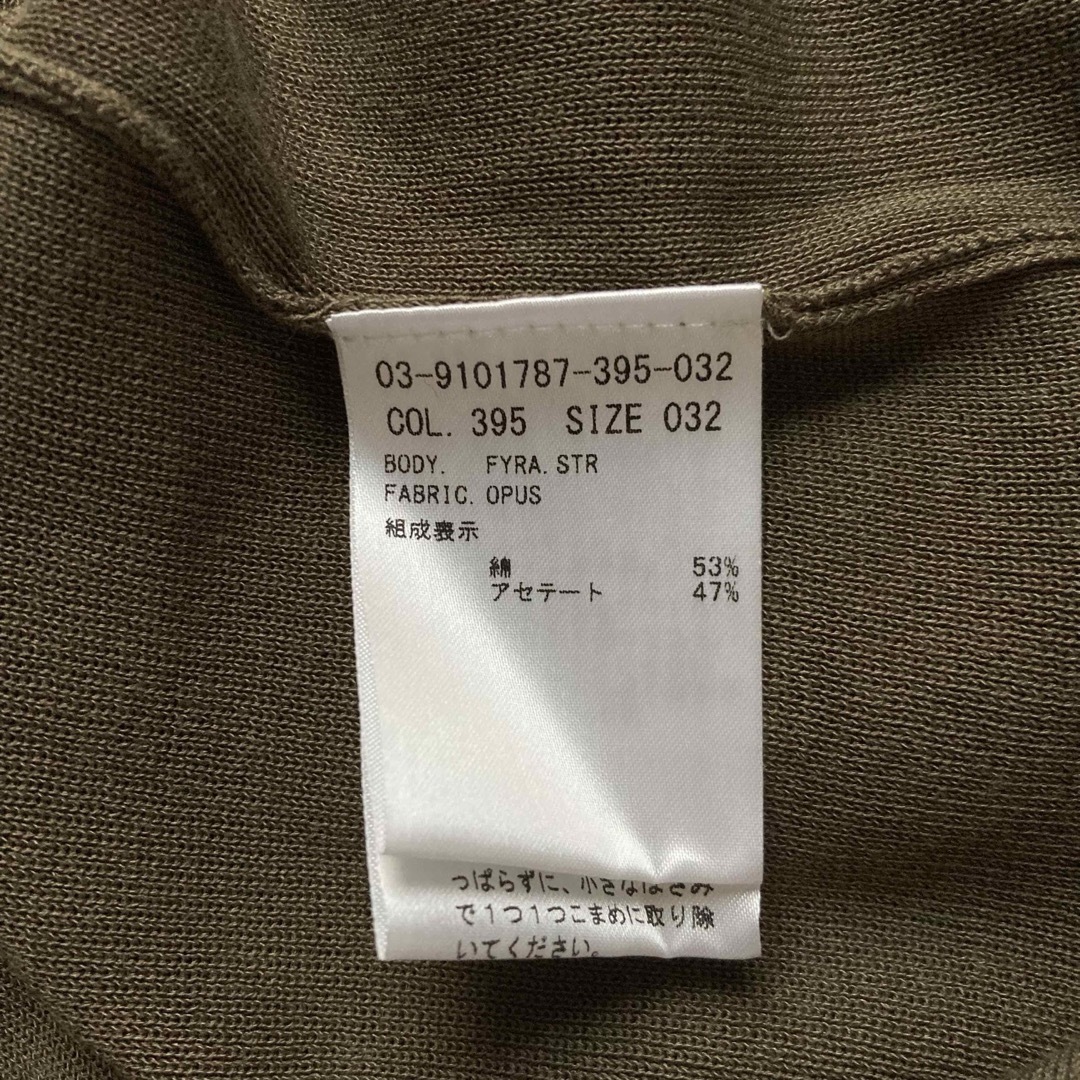 03-9101787-395-032
COL. 395 SIZE 032
BODY. FYRA.STR
FABRIC. OPUS
組成表示
綿 53%
アセテート 47%
っぱらずに、小さなはさみ
で1つ1つこまめに取り除
いてください。